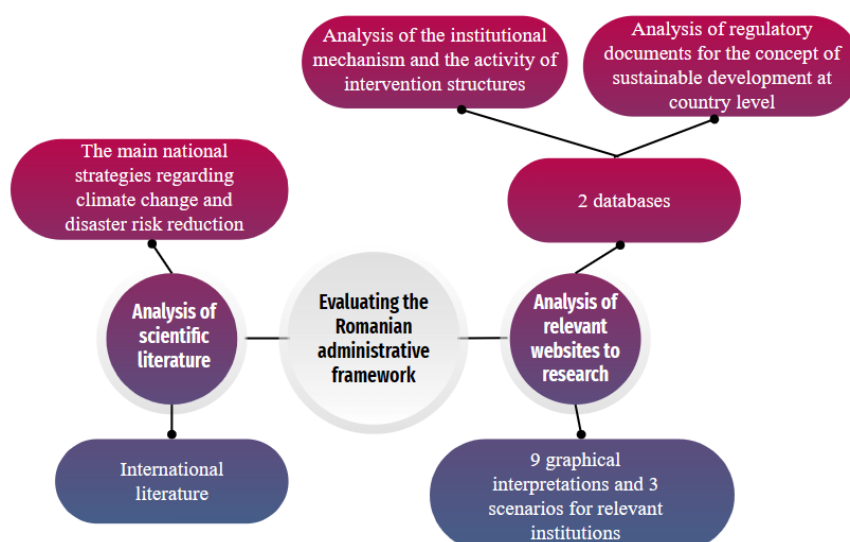 Analysis of the institutional
mechanism and the activity of
intervention structures
Analysis of regulatory
documents for the concept of
sustainable development at
country level
The main national
strategies regarding
climate change and
disaster risk reduction
2 databases
Analysis of
scientific
literature
Evaluating the
Romanian
administrative
framework
Analysis of
relevant
websites to
research
International
literature
9 graphical
interpretations and 3
scenarios for relevant
institutions